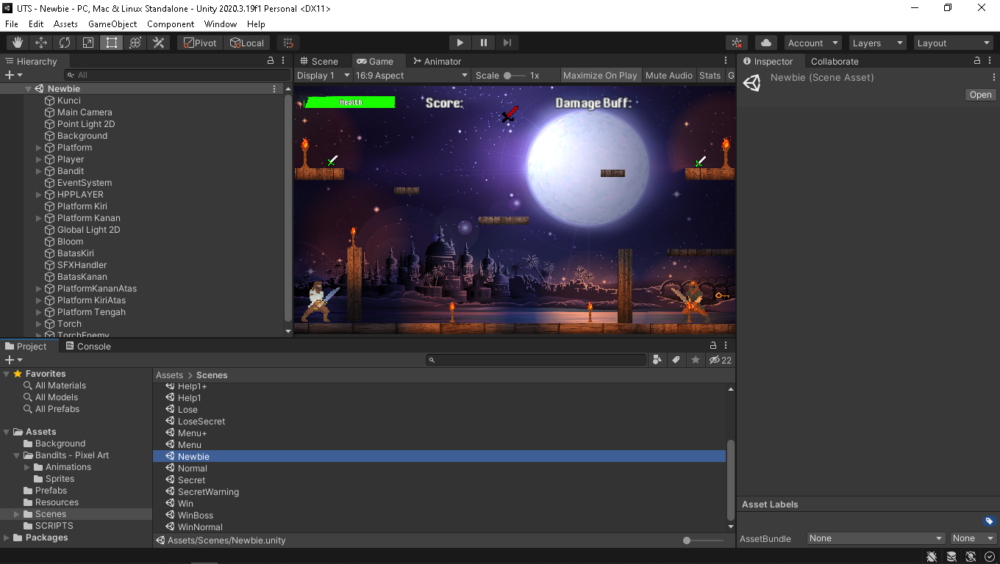 UTS - Newbie - PC, Mac & Linux Standalone - Unity 2020.3.19f1 Personal <DX11>
File Edit Assets GameObject Component Window Help
Pivot Local Account Layers Layout
Hierarchy
All
Newbie
Kunci
Main Camera
Point Light 2D
Background
Platform
Player
Bandit
EventSystem
HPPLAYER
Platform Kiri
Platform Kanan
Global Light 2D
Bloom
BatasKiri
SFXHandler
BatasKanan
PlatformKananAtas
Platform KiriAtas
Platform Tengah
Torch
TorchEnemy
Scene Game Animator
Display 1 16:9 Aspect Scale 1x Maximize On Play Mute Audio Stats G
Health Score: Damage Buff:
Inspector Collaborate
Newbie (Scene Asset)
Open
Project Console
22
Favorites
All Materials
All Models
All Prefabs
Assets
Background
Bandits - Pixel Art
Animations
Sprites
Prefabs
Resources
Scenes
SCRIPTS
Packages
Assets > Scenes
Help1+
Help1
Lose
LoseSecret
Menu+
Menu
Newbie
Normal
Secret
SecretWarning
Win
WinBoss
WinNormal
Assets/Scenes/Newbie.unity
Asset Labels
AssetBundle None None